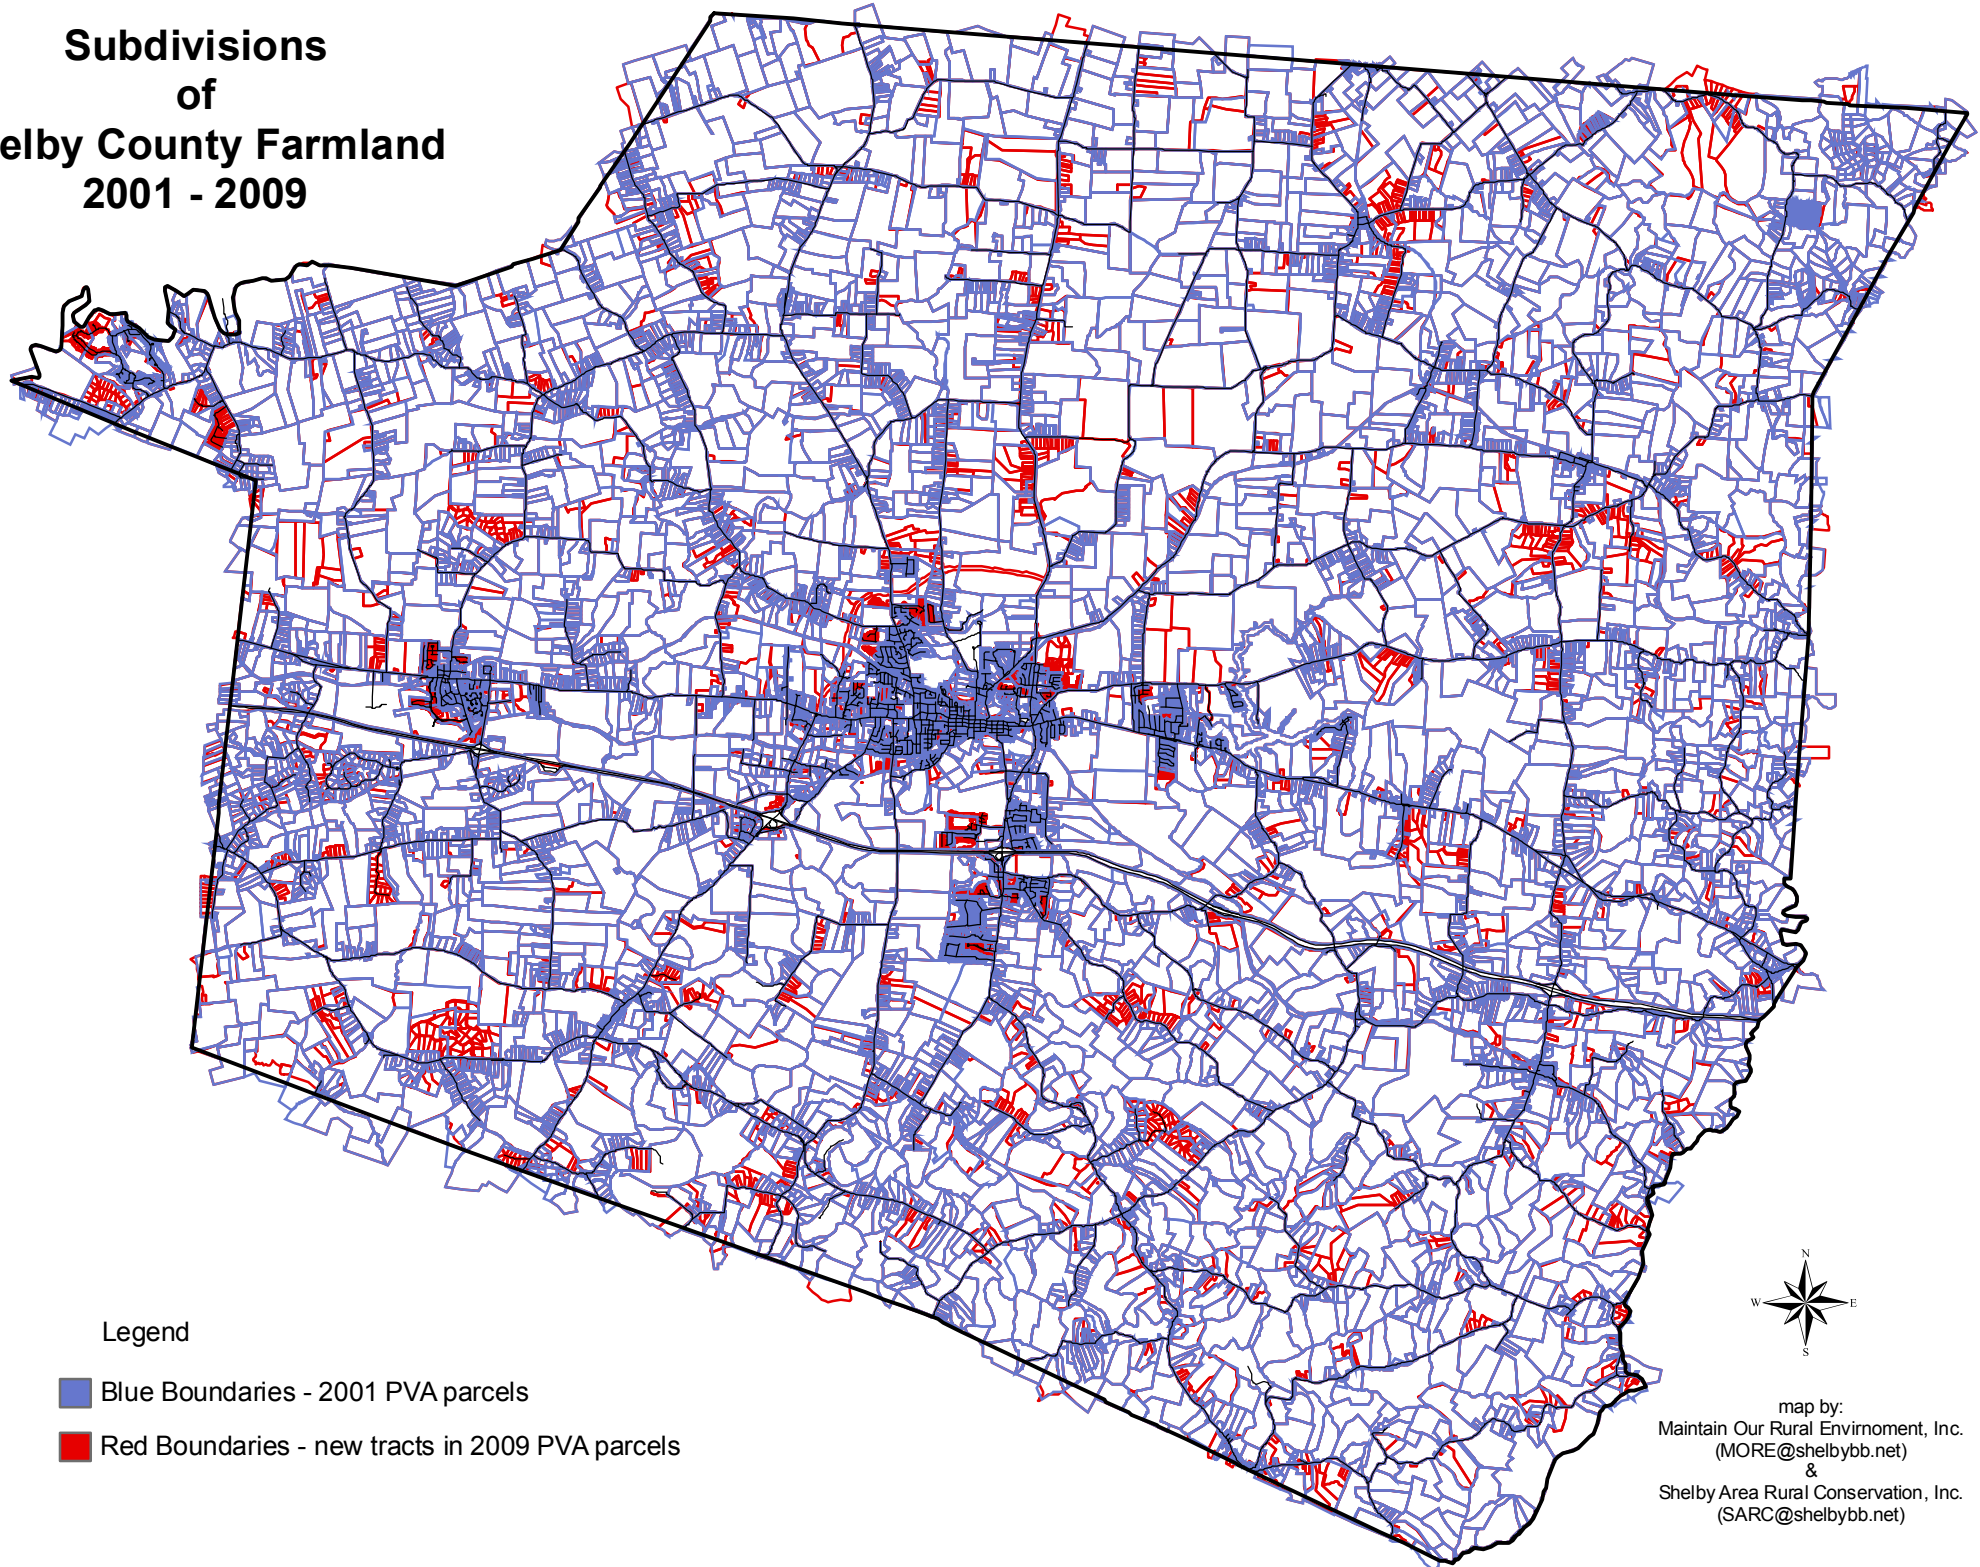 Subdivisions
of
elby County Farmland
2001 - 2009
Legend
Blue Boundaries - 2001 PVA parcels
Red Boundaries - new tracts in 2009 PVA parcels
N
W E
S
map by:
Maintain Our Rural Envirnoment, Inc.
(MORE@shelbybb.net)
&
Shelby Area Rural Conservation, Inc.
(SARC@shelbybb.net)